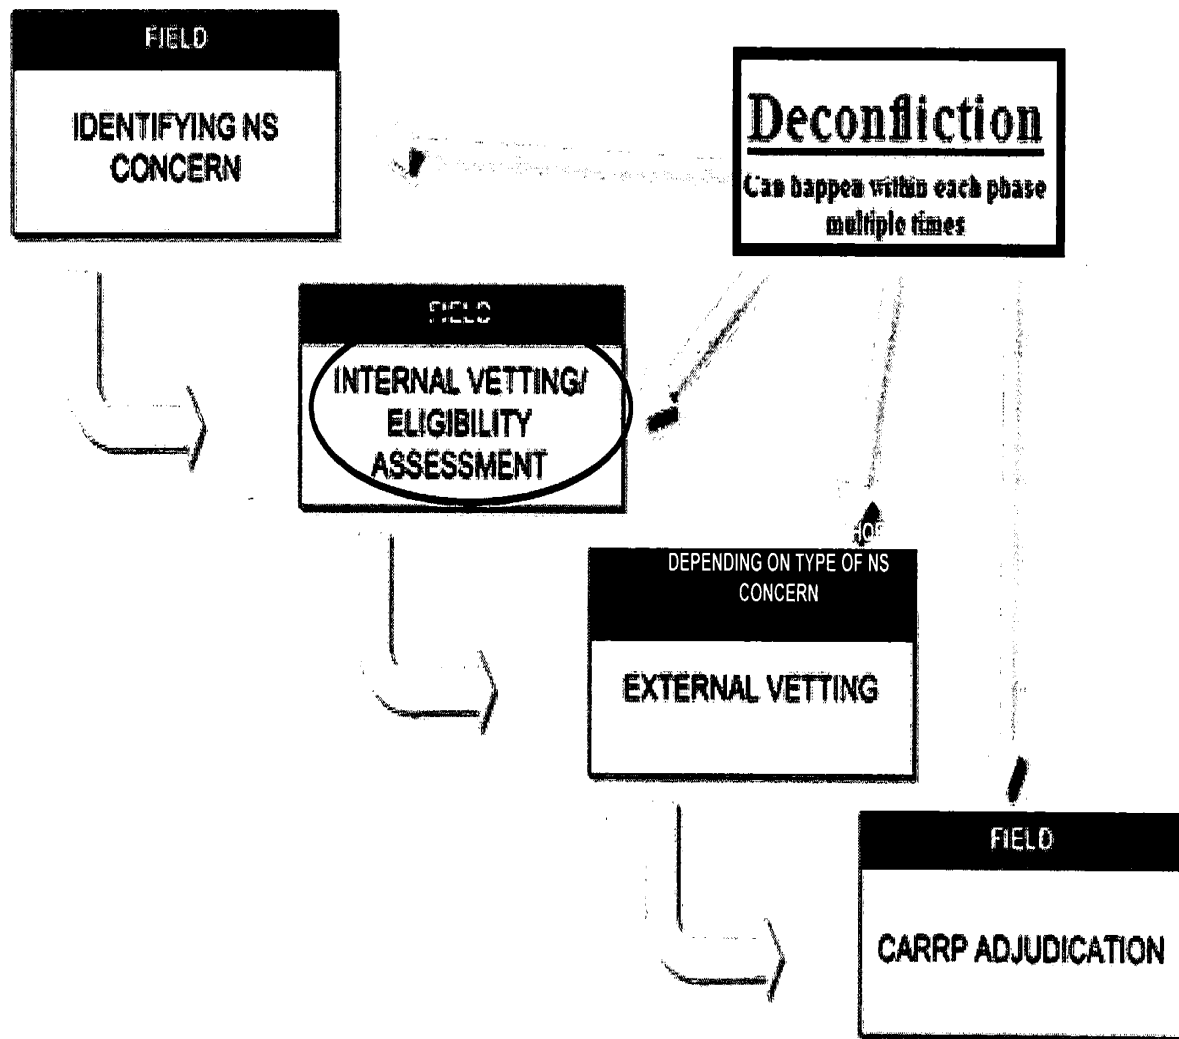 FIELD
IDENTIFYING NS
CONCERN
Deconfliction
Can happen within each phase
multiple times
FIELD
INTERNAL VETTING/
ELIGIBILITY
ASSESSMENT
DEPENDING ON TYPE OF NS
CONCERN
EXTERNAL VETTING
FIELD
CARRP ADJUDICATION